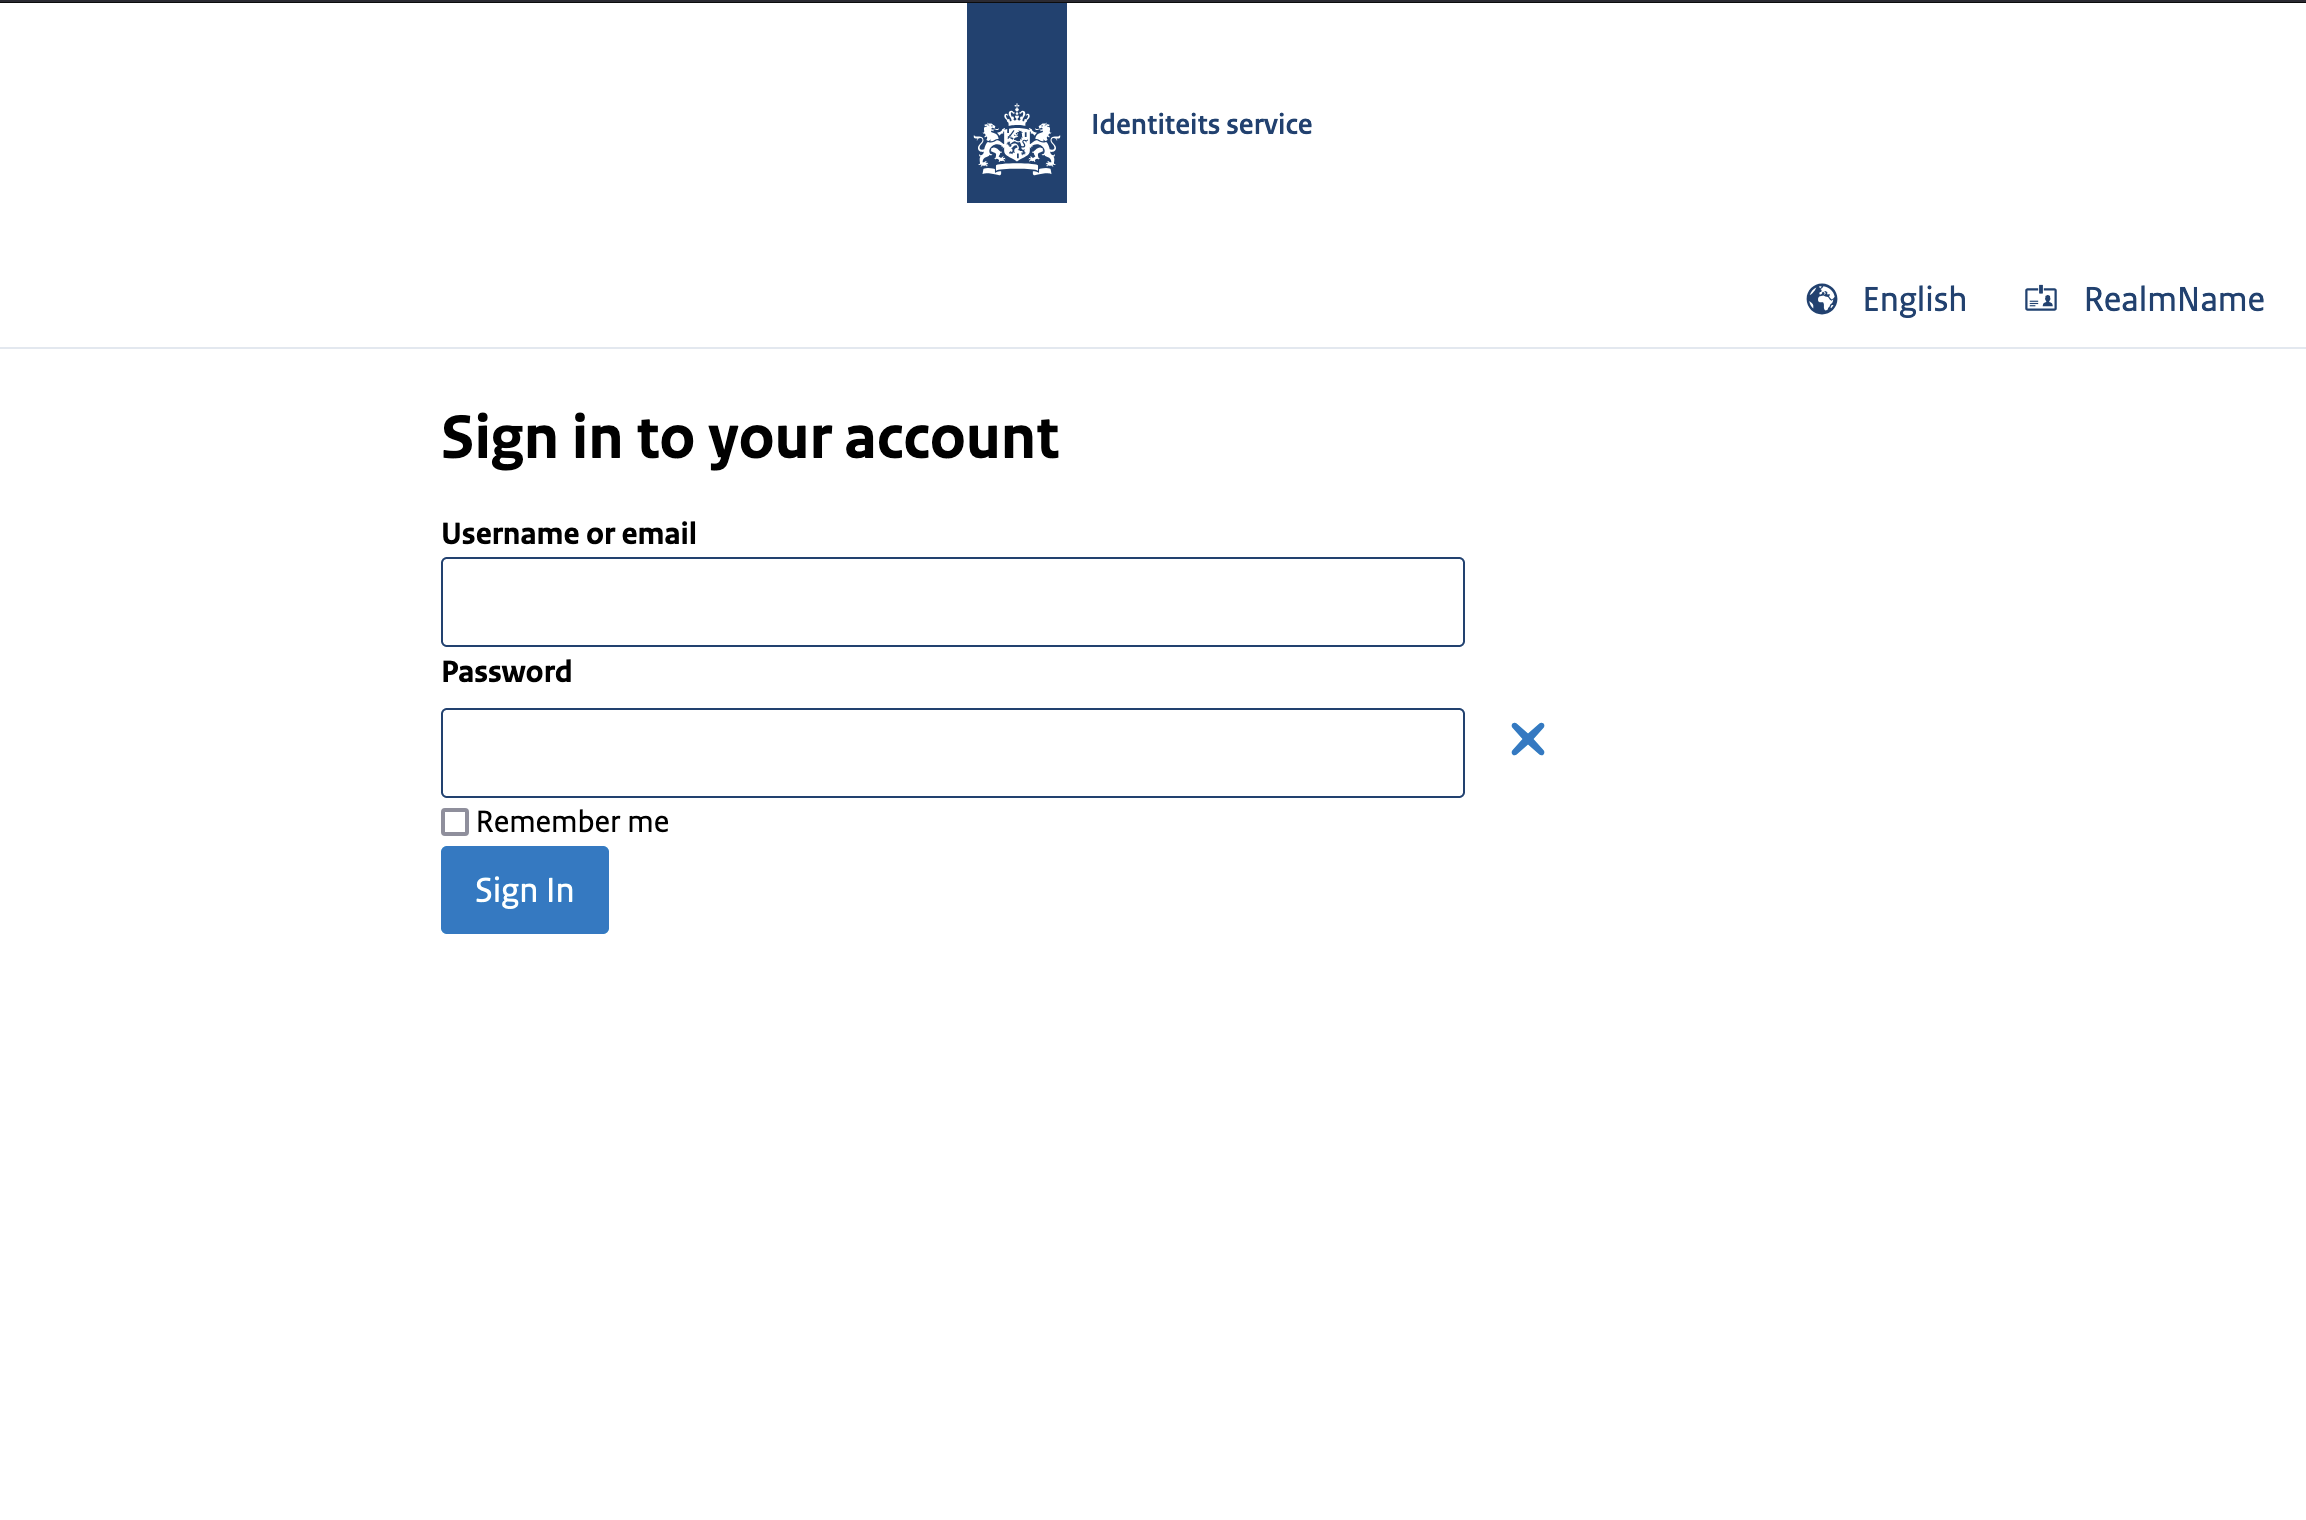 Identiteits service
English RealmName
Sign in to your account
Username or email
Password
Remember me
Sign In